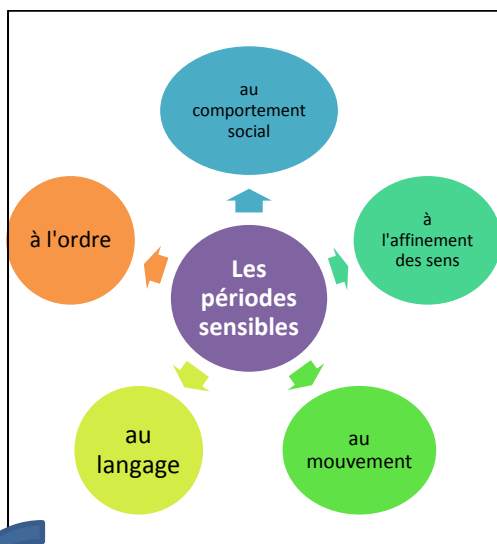 au
comportement
social
à l'ordre
à
l'affinement
des sens
Les
périodes
sensibles
au
langage
au
mouvement